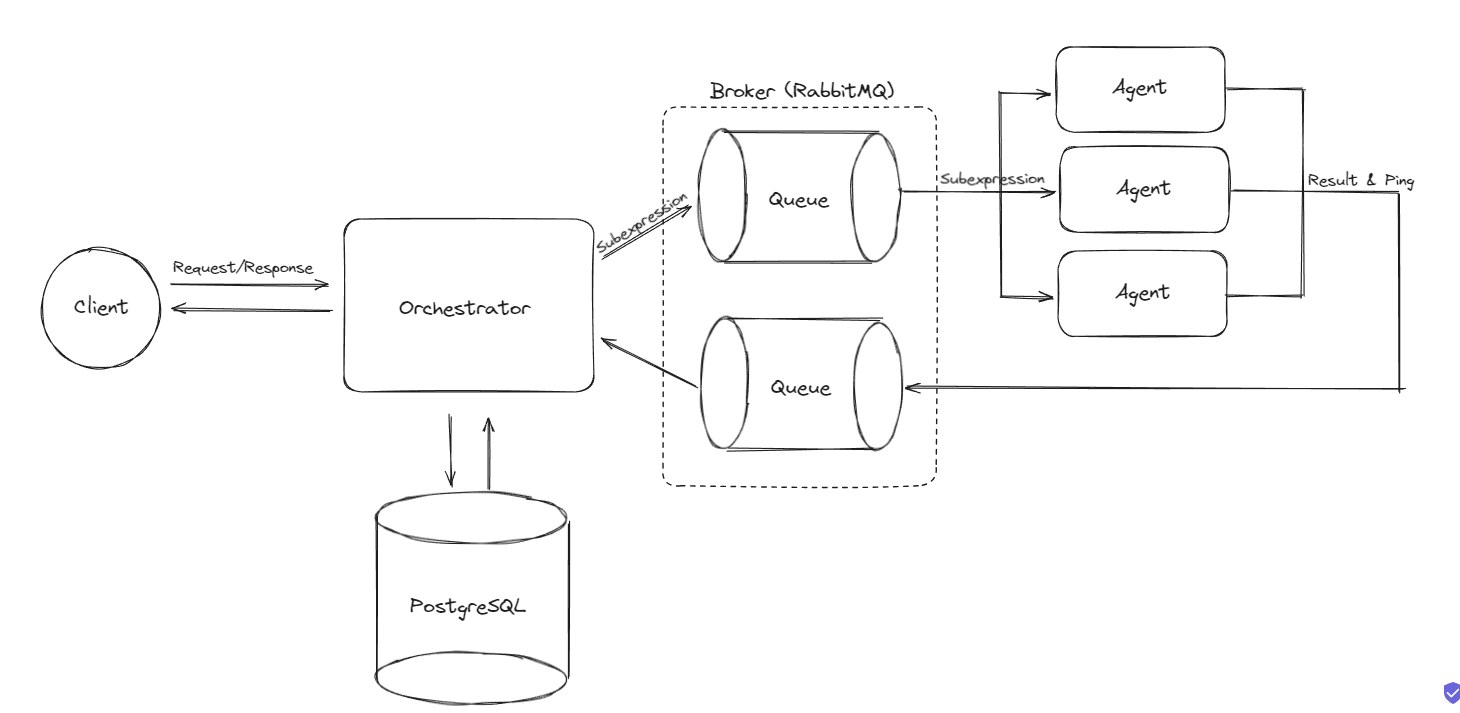 Broker (RabbitMQ)
Agent
Queue
Subexpression
Subexpression
Agent
Result & Ping
Client
Request/Response
Orchestrator
Agent
Queue
PostgreSQL